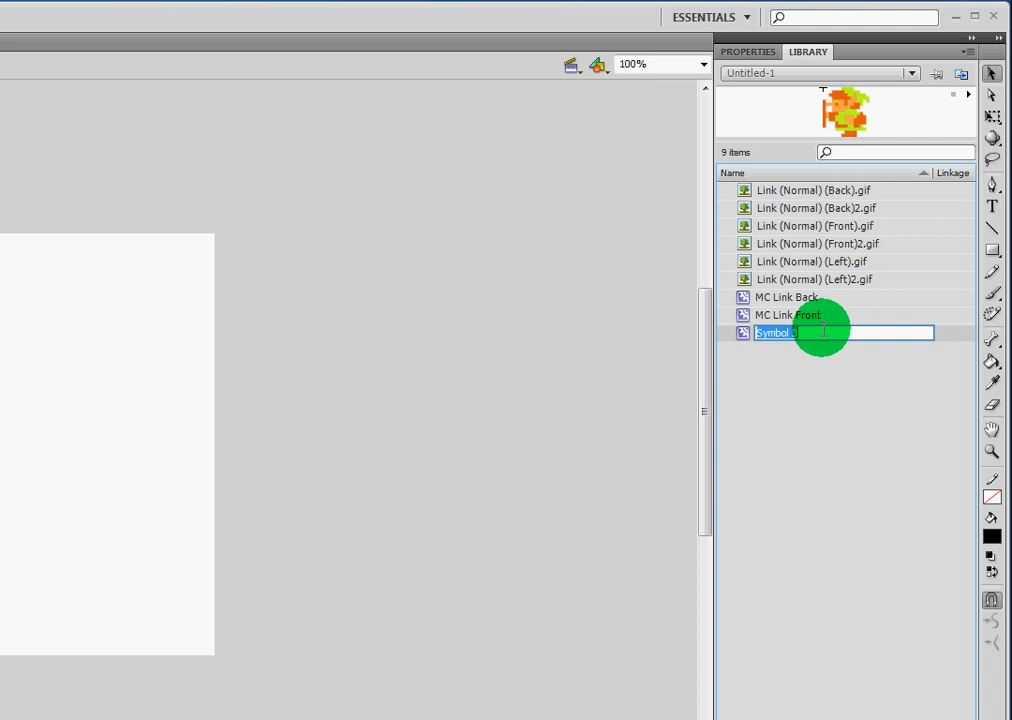 ESSENTIALS
PROPERTIES LIBRARY
100%
Untitled-1
9 items
Name Linkage
Link (Normal) (Back).gif
Link (Normal) (Back)2.gif
Link (Normal) (Front).gif
Link (Normal) (Front)2.gif
Link (Normal) (Left).gif
Link (Normal) (Left)2.gif
MC Link Back
MC Link Front
Symbol